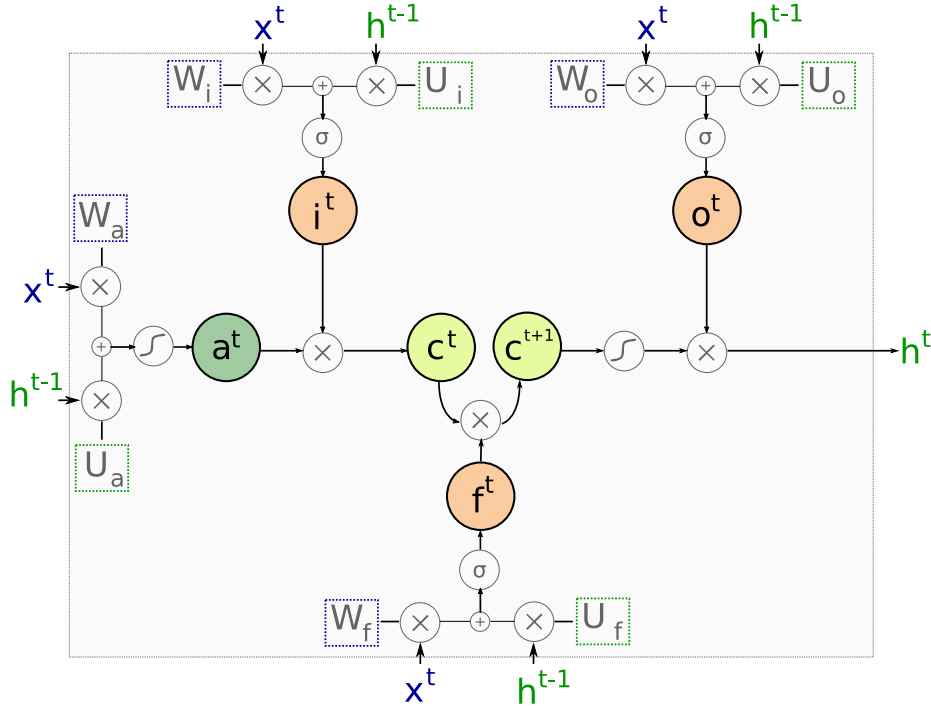 x^t h^t-1 x^t h^t-1
W_i × + × U_i W_o × + × U_o
σ σ
i^t o^t
W_a
x^t ×
+ a^t × c^t c^t+1 × h^t
h^t-1 × ×
U_a
f^t
σ
W_f × + × U_f
x^t h^t-1